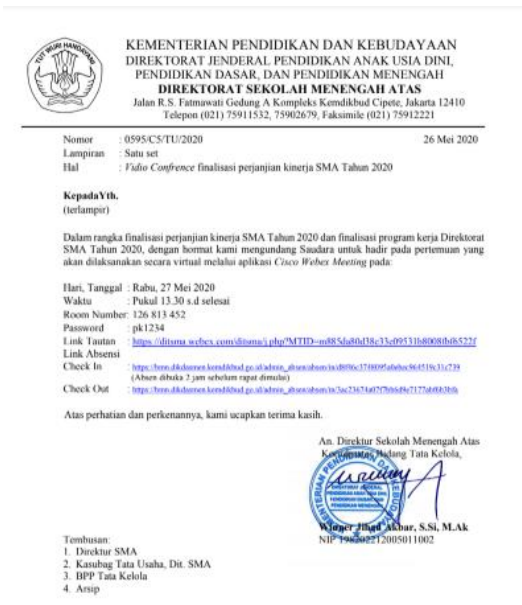 TUT WURI HANDAYANI
KEMENTERIAN PENDIDIKAN DAN KEBUDAYAAN
DIREKTORAT JENDERAL PENDIDIKAN ANAK USIA DINI,
PENDIDIKAN DASAR, DAN PENDIDIKAN MENENGAH
DIREKTORAT SEKOLAH MENENGAH ATAS
Jalan R.S. Fatmawati Gedung A Kompleks Kemdikbud Cipete, Jakarta 12410
Telepon (021) 75911532, 75902679, Faksimile (021) 75912221
Nomor : 0595/C5/TU/2020 26 Mei 2020
Lampiran : Satu set
Hal : Vidio Confrence finalisasi perjanjian kinerja SMA Tahun 2020
KepadaYth.
(terlampir)
Dalam rangka finalisasi perjanjian kinerja SMA Tahun 2020 dan finalisasi program kerja Direktorat
SMA Tahun 2020, dengan hormat kami mengundang Saudara untuk hadir pada pertemuan yang
akan dilaksanakan secara virtual melalui aplikasi Cisco Webex Meeting pada:
Hari, Tanggal : Rabu, 27 Mei 2020
Waktu : Pukul 13.30 s.d selesai
Room Number: 126 813 452
Password : pk1234
Link Tautan :
Link Absensi
Check In :
(Absen dibuka 2 jam sebelum rapat dimulai)
Check Out :
Atas perhatian dan perkenannya, kami ucapkan terima kasih.
An. Direktur Sekolah Menengah Atas
Bidang Tata Kelola,
Akbar, S.Si, M.Ak
NIP 198202212005011002
Tembusan:
1. Direktur SMA
2. Kasubag Tata Usaha, Dit. SMA
3. BPP Tata Kelola
4. Arsip